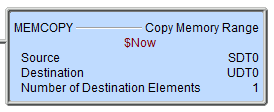 MEMCOPY Copy Memory Range
$Now
Source SDT0
Destination UDT0
Number of Destination Elements 1